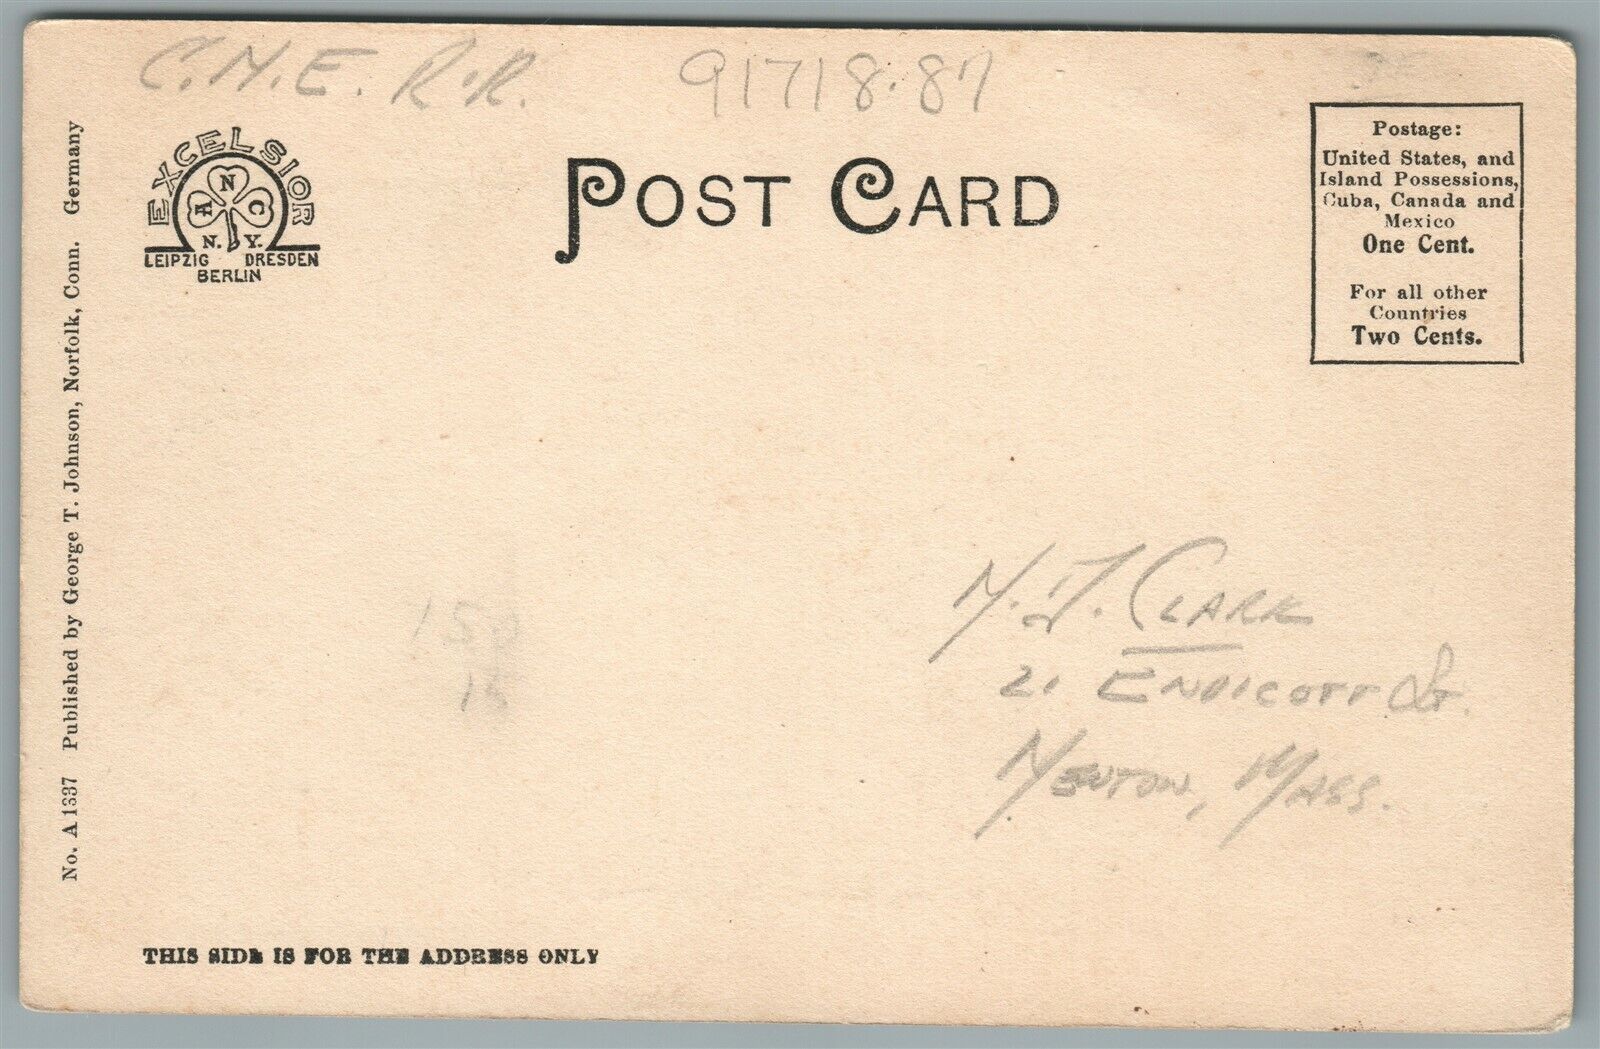 C.N.E. R.R. 91718.87
EXCELSIOR
A N C
N. Y.
LEIPZIG DRESDEN
BERLIN
POST CARD
Postage:
United States, and
Island Possessions,
Cuba, Canada and
Mexico
One Cent.
For all other
Countries
Two Cents.
No. A1337 Published by George T. Johnson, Norfolk, Conn. Germany
Clark
21 Endicott St.
Newton, Mass.
THIS SIDE IS FOR THE ADDRESS ONLY